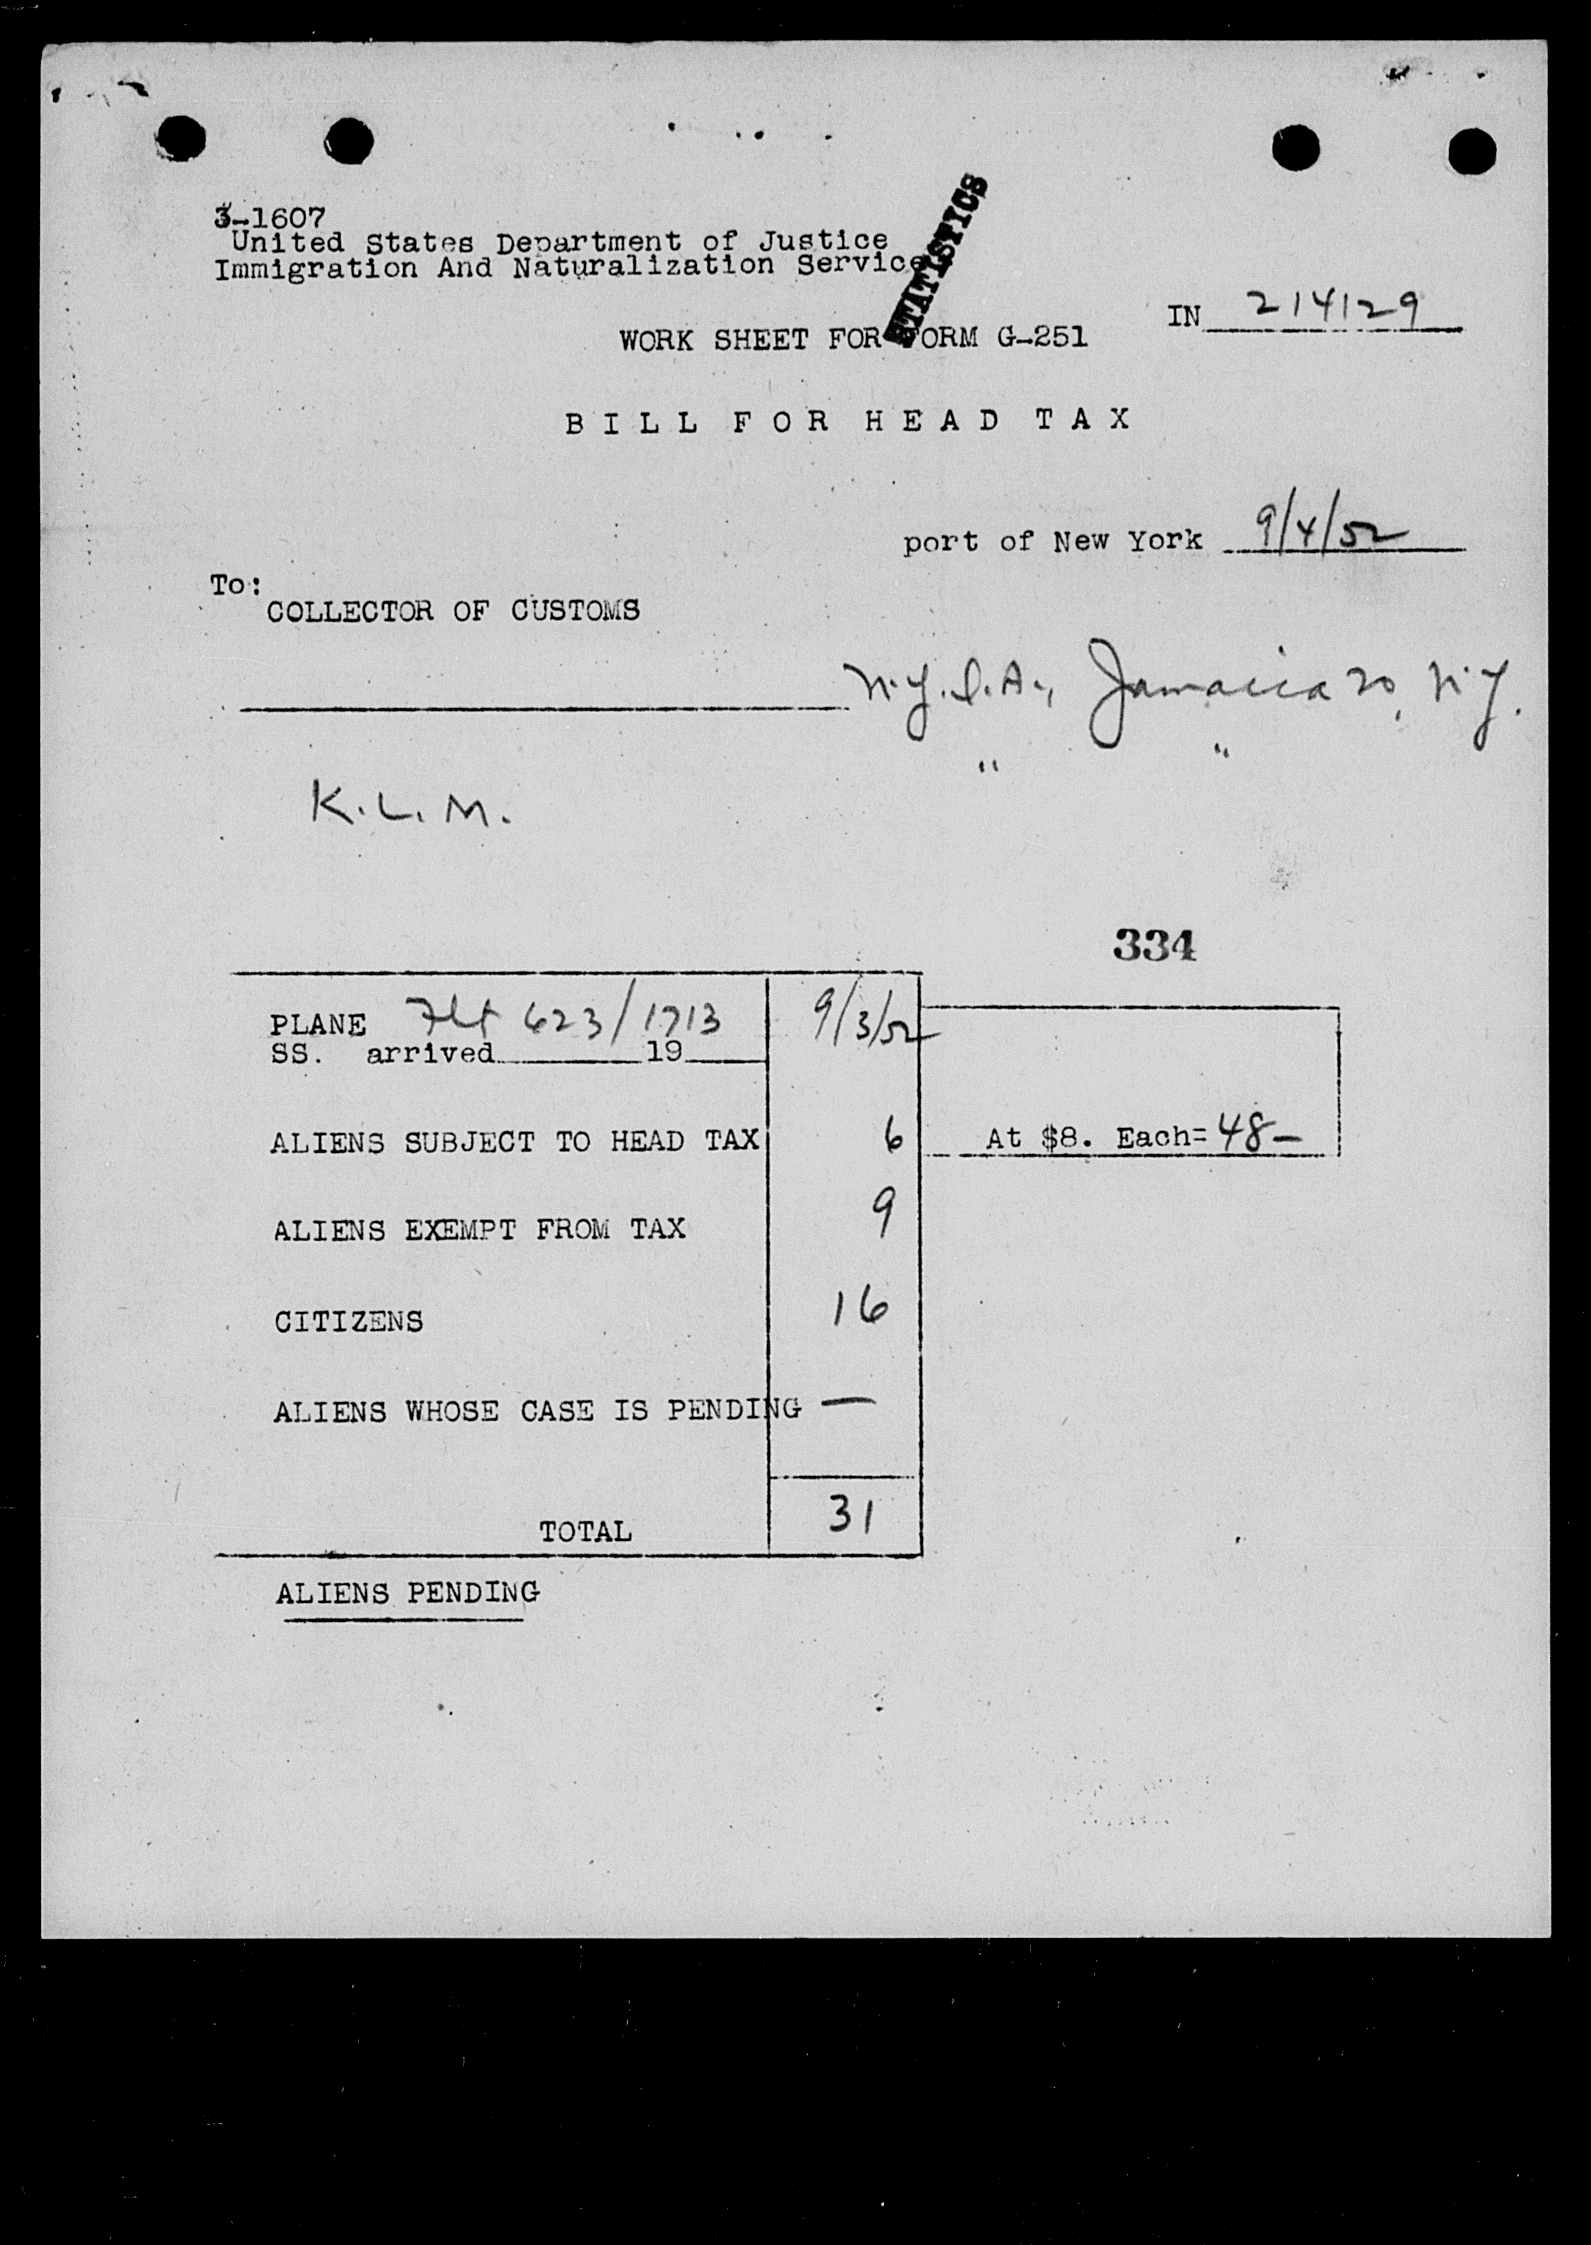 3-1607
United States Department of Justice
Immigration And Naturalization Service
STATISTICS
IN 214129
WORK SHEET FOR FORM G-251
BILL FOR HEAD TAX
port of New York 9/4/52
To:
COLLECTOR OF CUSTOMS
N.Y.I.A., Jamaica 30, N.Y.
" "
K.L.M.
334
PLANE Flt 623/1713 9/3/52
SS. arrived 19
ALIENS SUBJECT TO HEAD TAX 6 At $8. Each= 48—
ALIENS EXEMPT FROM TAX 9
CITIZENS 16
ALIENS WHOSE CASE IS PENDING —
TOTAL 31
ALIENS PENDING